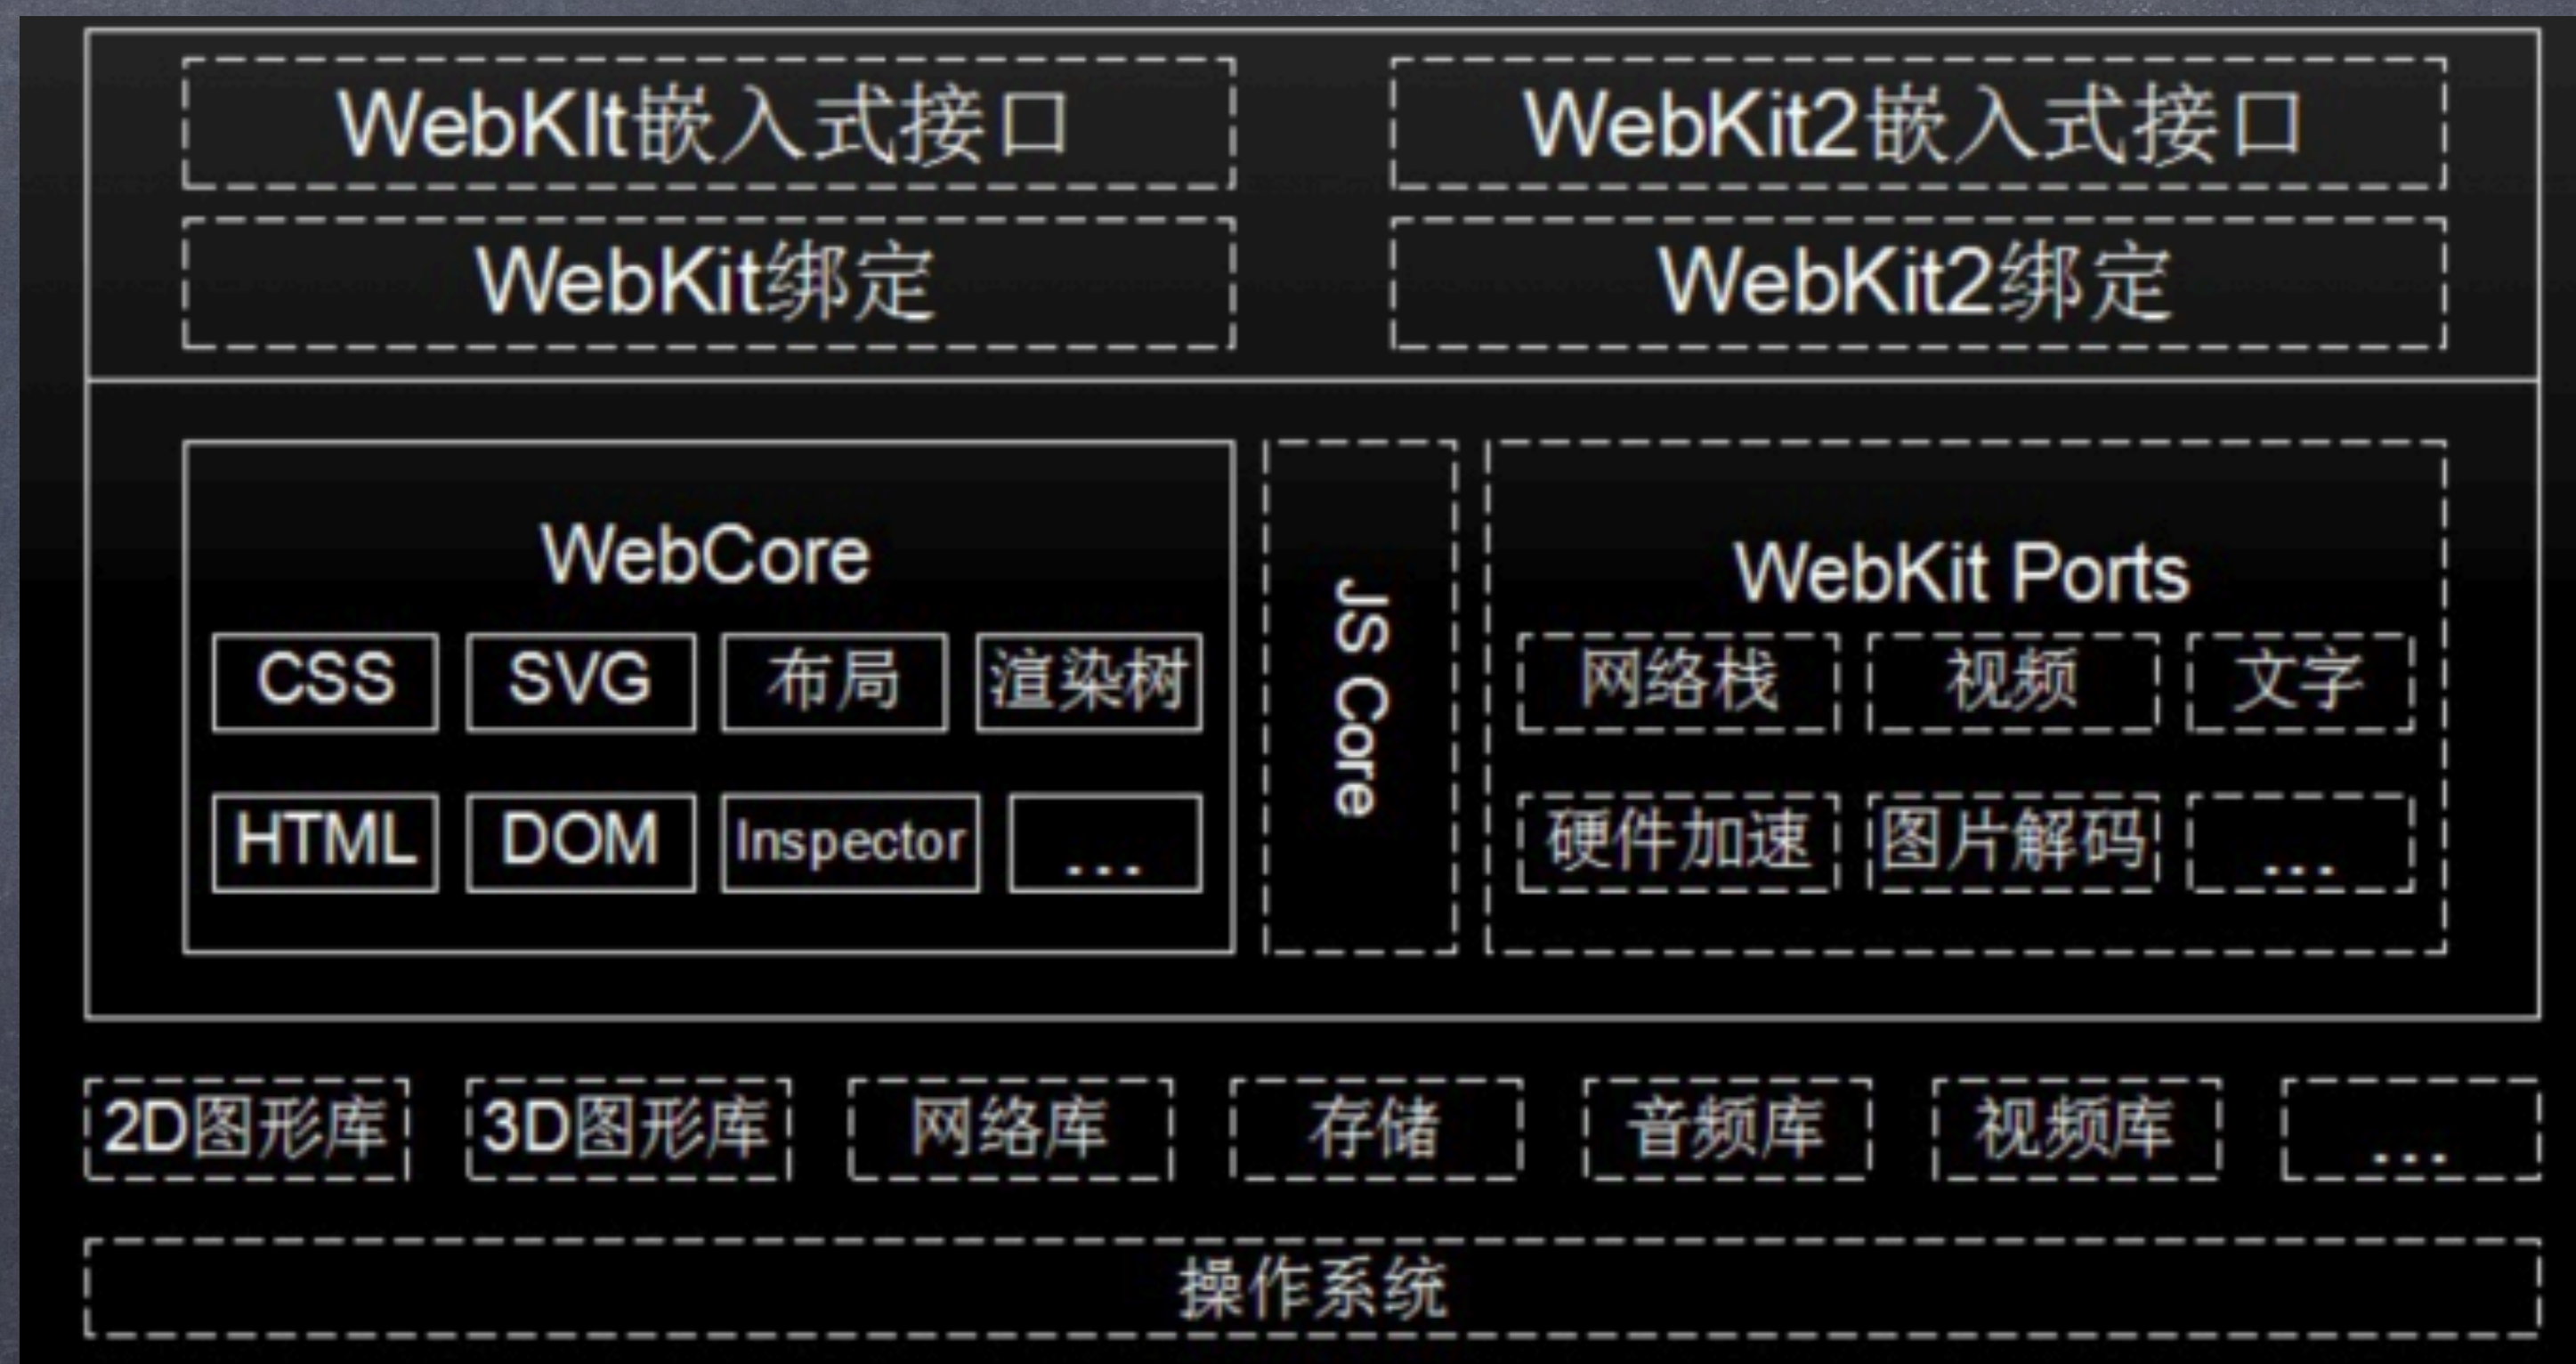 WebKIt嵌入式接口
WebKit2嵌入式接口
WebKit绑定
WebKit2绑定
WebCore
CSS
SVG
布局
渲染树
HTML
DOM
Inspector
...
JS Core
WebKit Ports
网络栈
视频
文字
硬件加速
图片解码
...
2D图形库
3D图形库
网络库
存储
音频库
视频库
...
操作系统